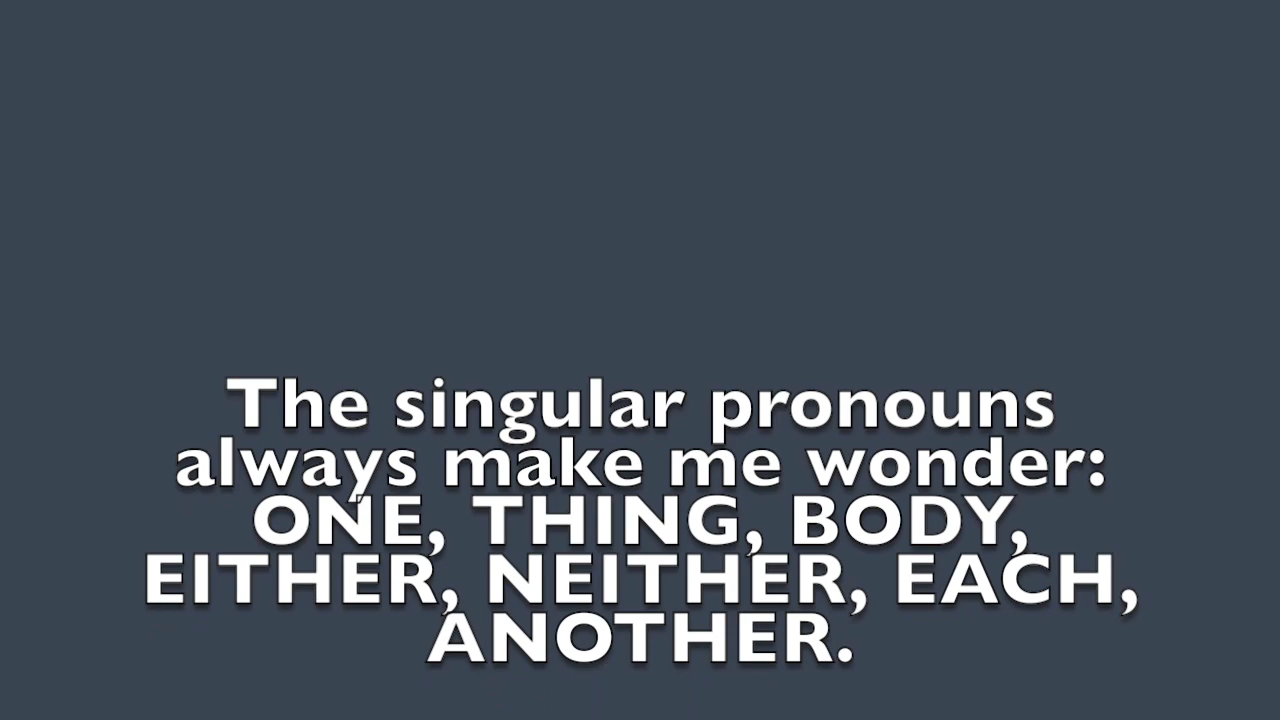 The singular pronouns
always make me wonder:
ONE, THING, BODY,
EITHER, NEITHER, EACH,
ANOTHER.